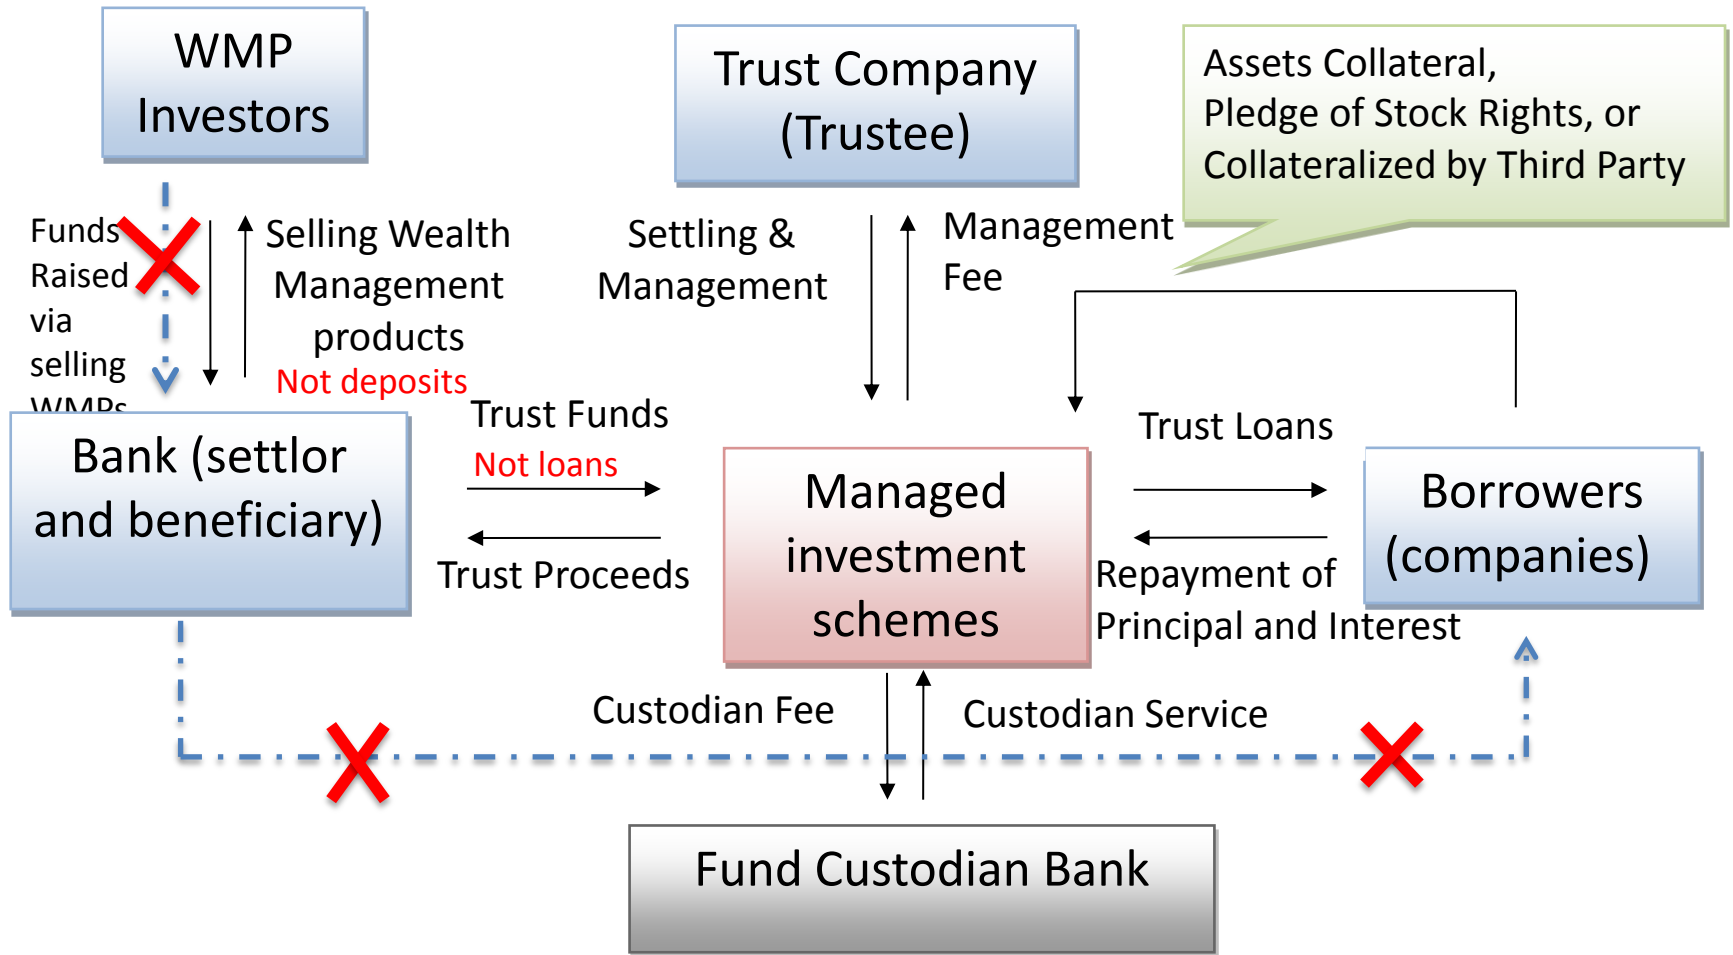 WMP
Investors
Trust Company
(Trustee)
Assets Collateral,
Pledge of Stock Rights, or
Collateralized by Third Party
Funds
Raised
via
selling
WMPs
Selling Wealth
Management
products
Not deposits
Settling &
Management
Management
Fee
Bank (settlor
and beneficiary)
Trust Funds
Not loans
Trust Proceeds
Managed
investment
schemes
Trust Loans
Repayment of
Principal and Interest
Borrowers
(companies)
Custodian Fee
Custodian Service
Fund Custodian Bank